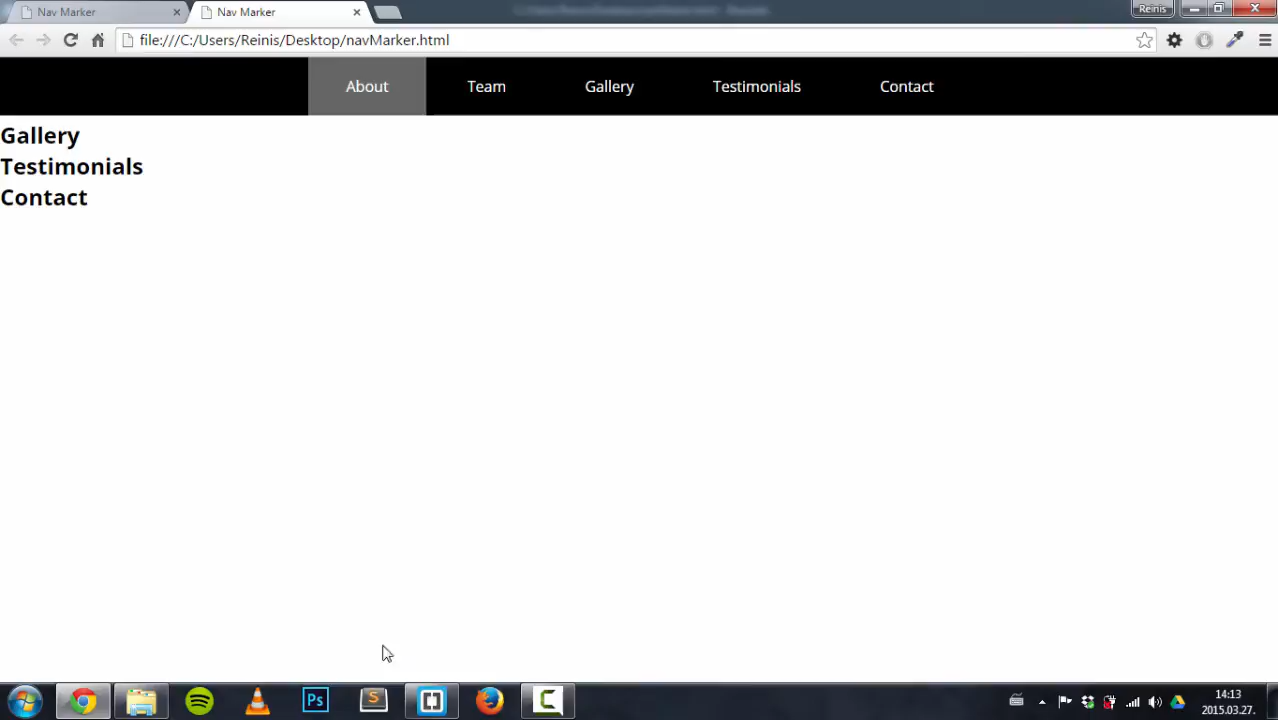 Nav Marker
Nav Marker
Reinis
file:///C:/Users/Reinis/Desktop/navMarker.html
About
Team
Gallery
Testimonials
Contact
Gallery
Testimonials
Contact
Ps
S
C
14:13
2015.03.27.